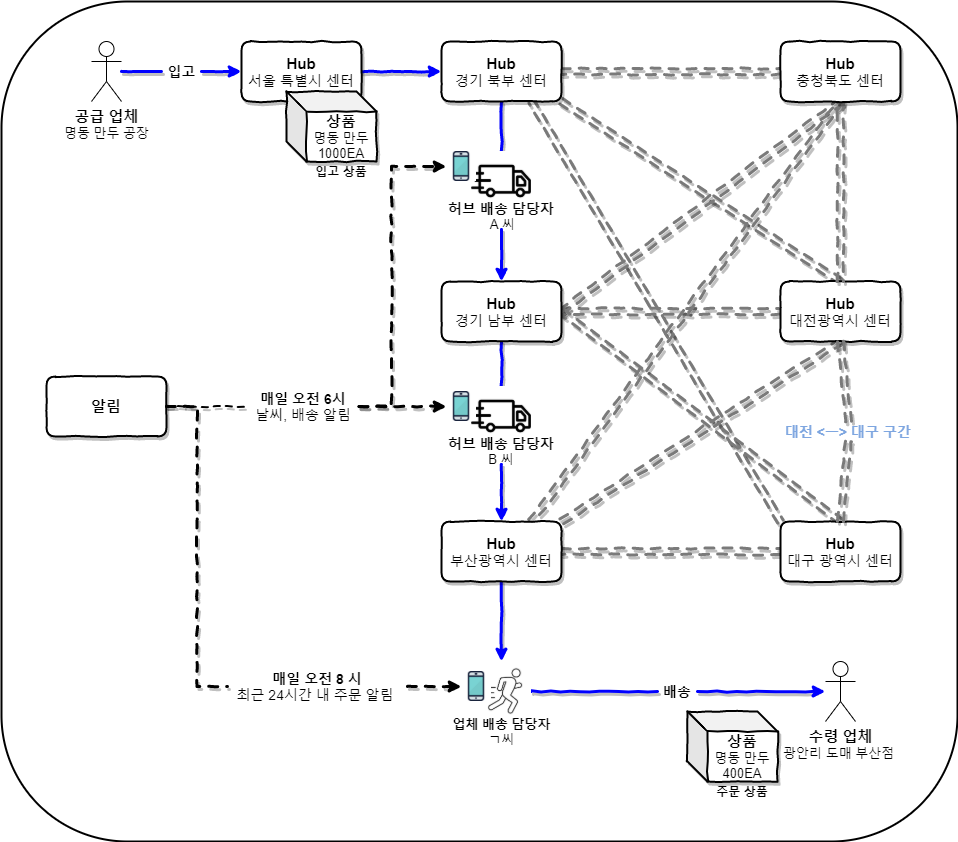 Hub
서울 특별시 센터
Hub
경기 북부 센터
Hub
충청북도 센터
입고
공급 업체
명동 만두 공장
상품
명동 만두
1000EA
입고 상품
허브 배송 담당자
A 씨
Hub
경기 남부 센터
Hub
대전광역시 센터
알림
매일 오전 6시
날씨, 배송 알림
허브 배송 담당자
B 씨
대전 <--> 대구 구간
Hub
부산광역시 센터
Hub
대구 광역시 센터
매일 오전 8 시
최근 24시간 내 주문 알림
업체 배송 담당자
ㄱ씨
배송
수령 업체
광안리 도매 부산점
상품
명동 만두
400EA
주문 상품